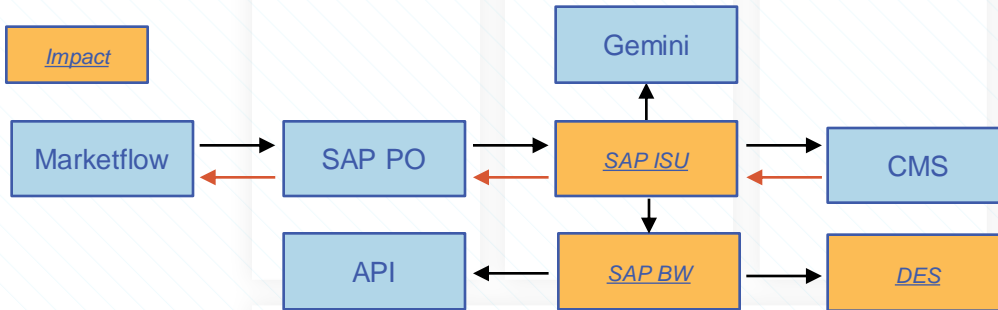 Gemini
Impact
Marketflow
SAP PO
SAP ISU
CMS
API
SAP BW
DES